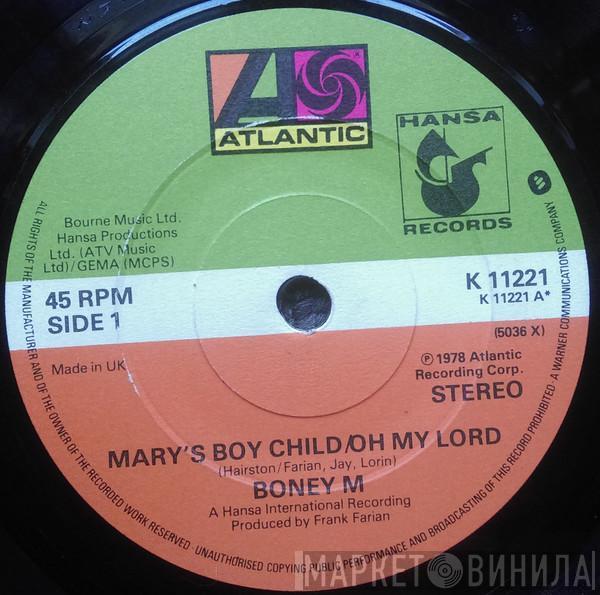 ATLANTIC
HANSA
RECORDS
Bourne Music Ltd.
Hansa Productions
Ltd. (ATV Music
Ltd)/GEMA (MCPS)
45 RPM
SIDE 1
K 11221
K 11221 A*
(5036 X)
Made in UK
℗ 1978 Atlantic
Recording Corp.
STEREO
MARY'S BOY CHILD/OH MY LORD
(Hairston/Farian, Jay, Lorin)
BONEY M
A Hansa International Recording
Produced by Frank Farian
ALL RIGHTS OF THE MANUFACTURER AND OF THE OWNER OF THE RECORDED WORK RESERVED · UNAUTHORISED COPYING PUBLIC PERFORMANCE AND BROADCASTING OF THIS RECORD PROHIBITED · A WARNER COMMUNICATIONS COMPANY
МАРКЕТ ВИНИЛА